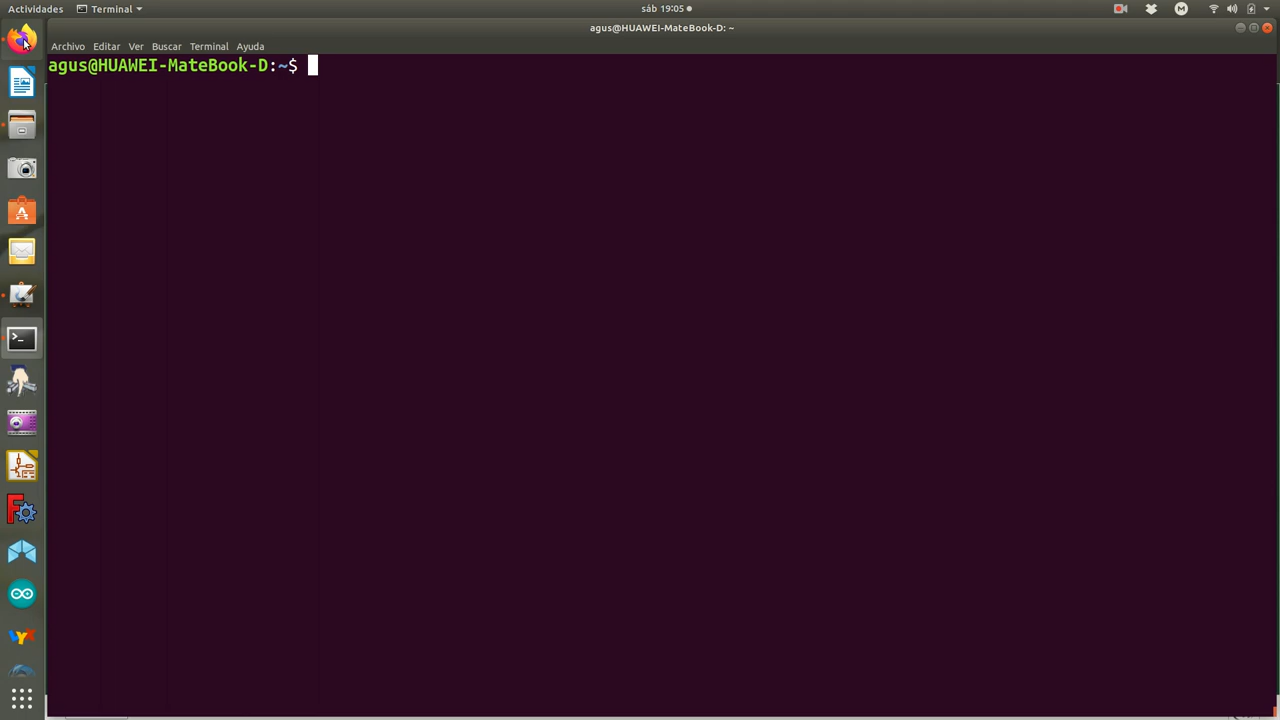 Actividades Terminal sáb 19:05
agus@HUAWEI-MateBook-D: ~
Archivo Editar Ver Buscar Terminal Ayuda
agus@HUAWEI-MateBook-D:~$